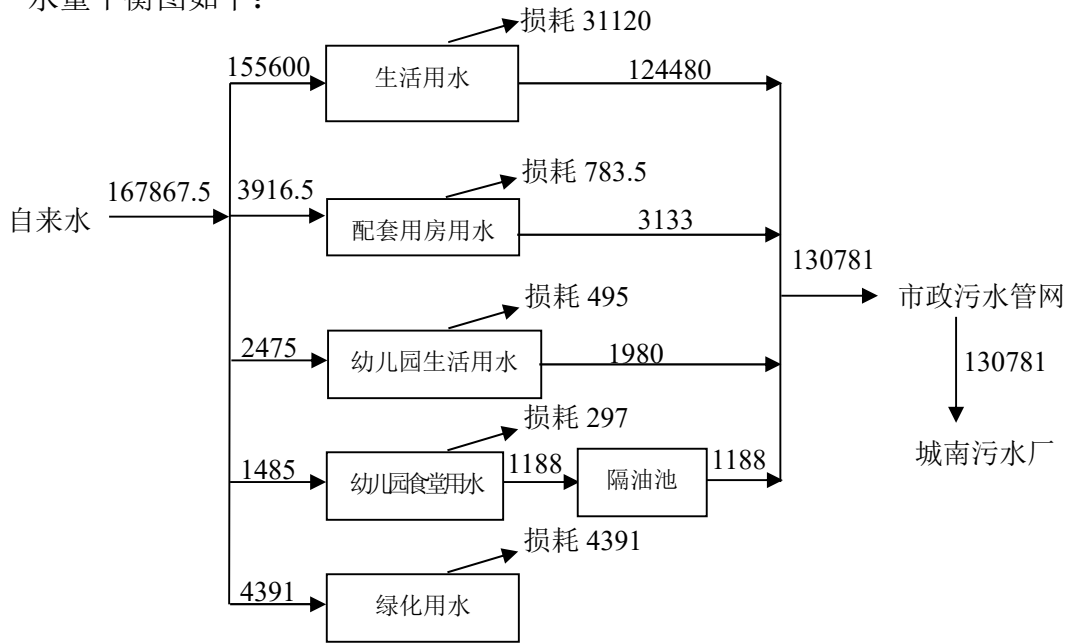 水量平衡图如下：
损耗 31120
155600
生活用水
124480
损耗 783.5
167867.5
3916.5
自来水
配套用房用水
3133
130781
市政污水管网
损耗 495
2475
幼儿园生活用水
1980
130781
损耗 297
1485
幼儿园食堂用水
1188
隔油池
1188
城南污水厂
损耗 4391
4391
绿化用水